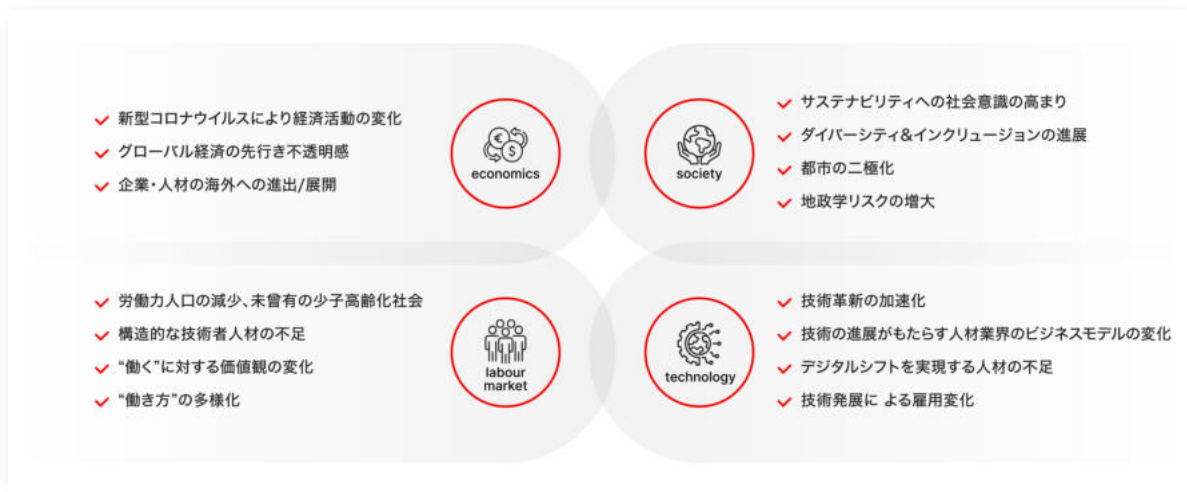 新型コロナウイルスにより経済活動の変化
グローバル経済の先行き不透明感
企業・人材の海外への進出/展開
economics
society
サステナビリティへの社会意識の高まり
ダイバーシティ&インクリュージョンの進展
都市の二極化
地政学リスクの増大
労働力人口の減少、未曾有の少子高齢化社会
構造的な技術者人材の不足
“働く”に対する価値観の変化
“働き方”の多様化
labour
market
technology
技術革新の加速化
技術の進展がもたらす人材業界のビジネスモデルの変化
デジタルシフトを実現する人材の不足
技術発展に よる雇用変化